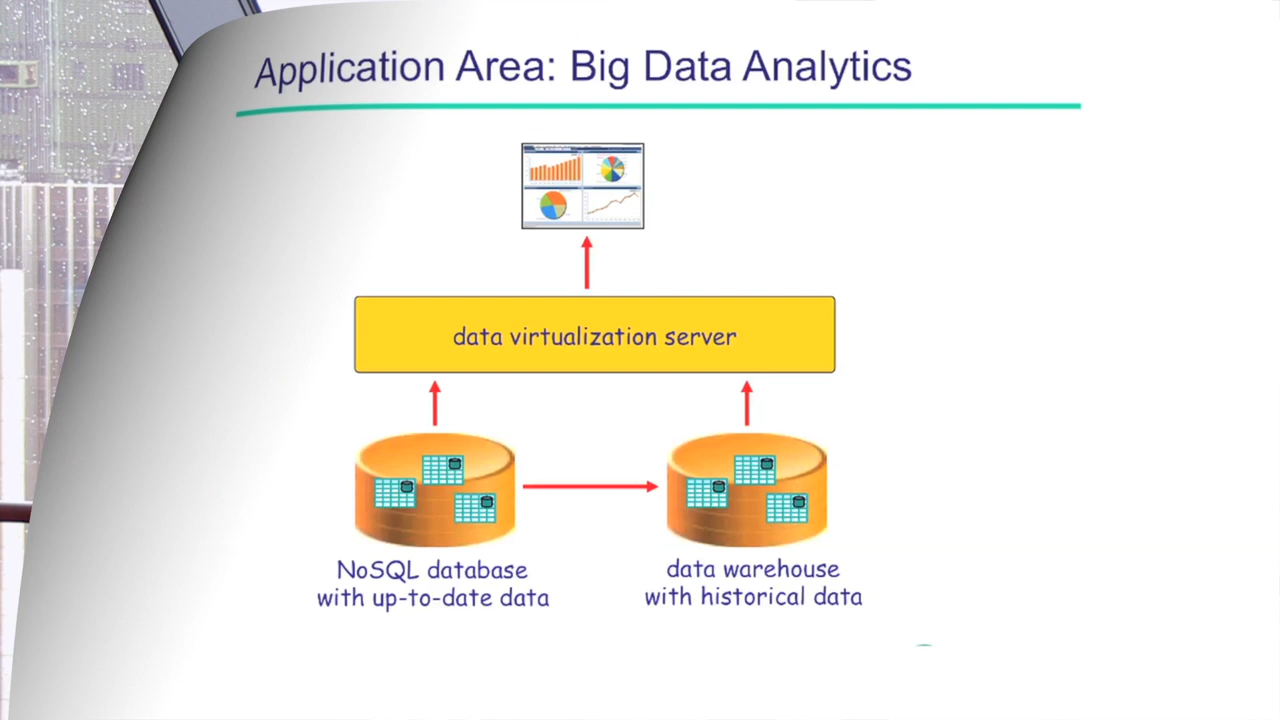 Application Area: Big Data Analytics
data virtualization server
NoSQL database
with up-to-date data
data warehouse
with historical data